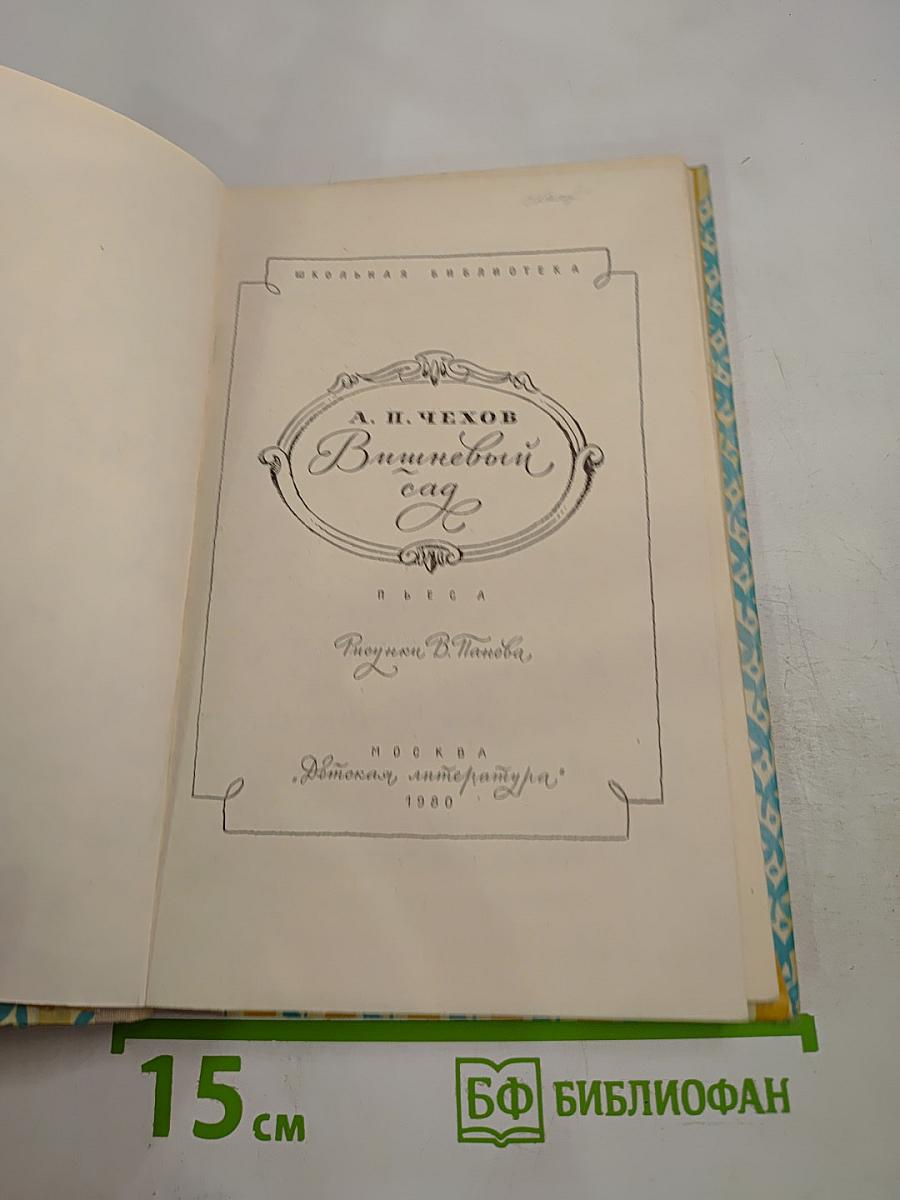 ШКОЛЬНАЯ БИБЛИОТЕКА
А. П. ЧЕХОВ
Вишневый
сад
ПЬЕСА
Рисунки В. Панова
МОСКВА
„Детская литература"
1980
15 см
БФ БИБЛИОФАН